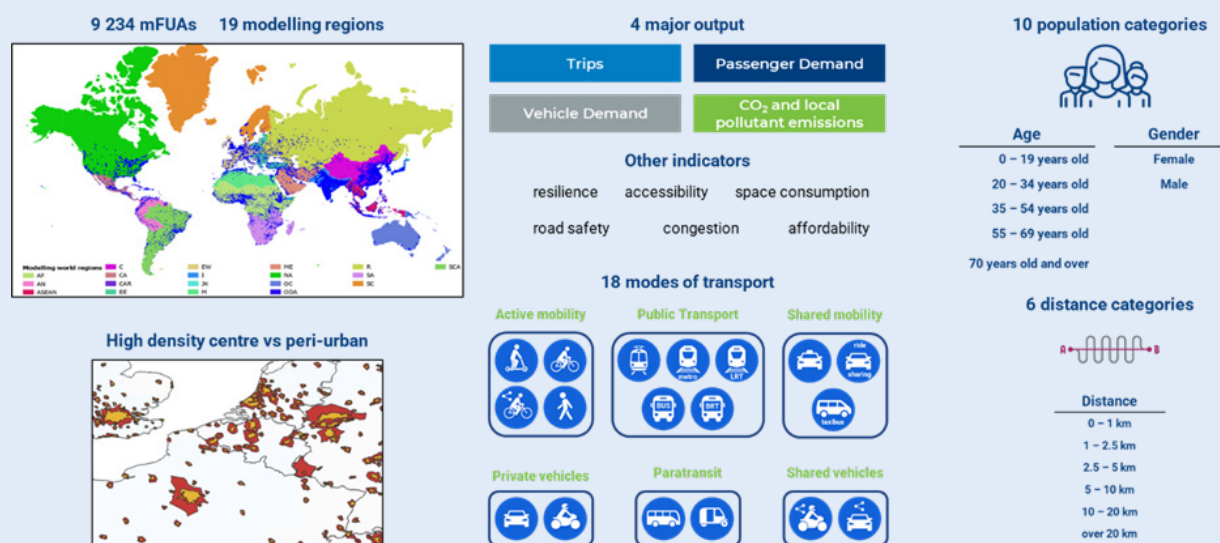 9 234 mFUAs 19 modelling regions
Modelling world regions
AF
AN
ASEAN
C
CA
CAR
EE
EW
I
JK
M
ME
NA
OC
OOA
R
SA
SC
SCA
High density centre vs peri-urban
4 major output
Trips
Passenger Demand
Vehicle Demand
CO₂ and local
pollutant emissions
Other indicators
resilience accessibility space consumption
road safety congestion affordability
18 modes of transport
Active mobility
Public Transport
metro
LRT
BUS
BRT
Shared mobility
ride
sharing
taxibus
Private vehicles
Paratransit
Shared vehicles
10 population categories
Age
0 – 19 years old
20 – 34 years old
35 – 54 years old
55 – 69 years old
70 years old and over
Gender
Female
Male
6 distance categories
A B
Distance
0 – 1 km
1 – 2.5 km
2.5 – 5 km
5 – 10 km
10 – 20 km
over 20 km